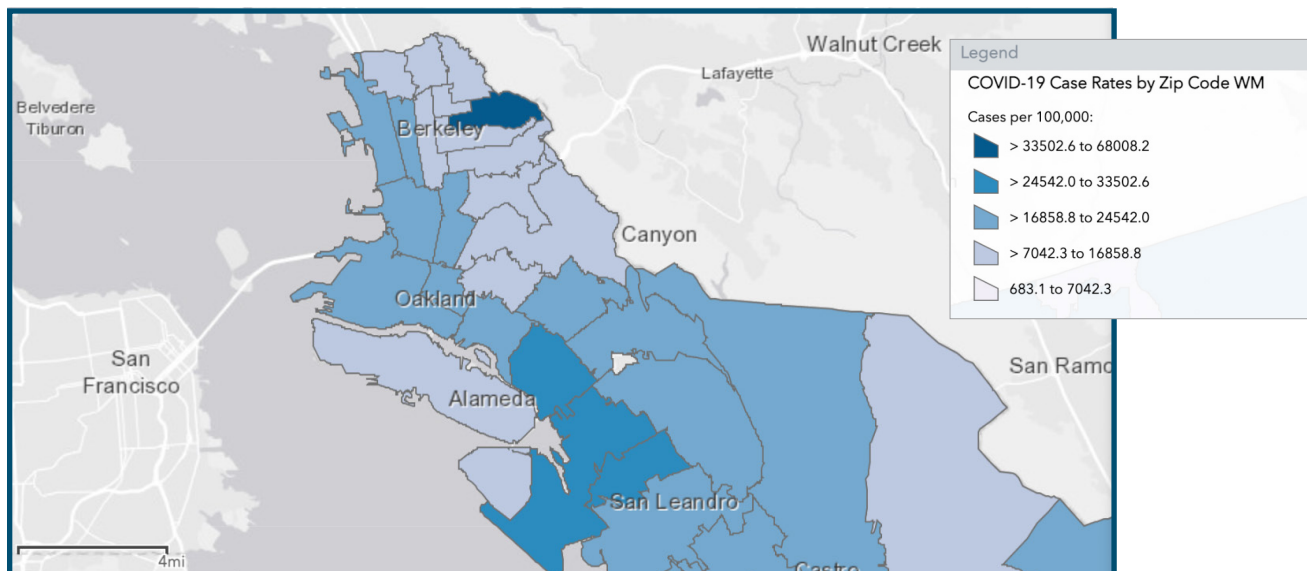 Walnut Creek
Legend
Lafayette
COVID-19 Case Rates by Zip Code WM
Belvedere
Tiburon
Cases per 100,000:
Berkeley
> 33502.6 to 68008.2
> 24542.0 to 33502.6
> 16858.8 to 24542.0
Canyon
> 7042.3 to 16858.8
683.1 to 7042.3
Oakland
San
Francisco
San Ramo
Alameda
San Leandro
4mi
Castro